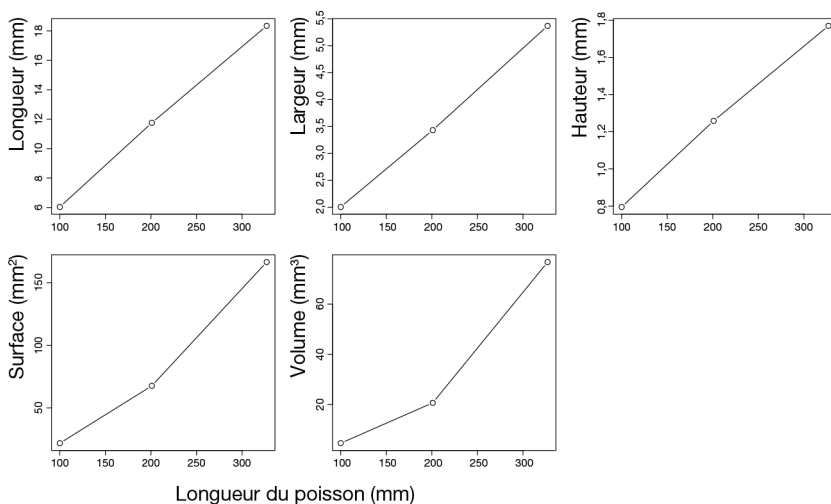 Longueur (mm)
6 8 10 12 14 16 18
100 150 200 250 300
Largeur (mm)
2,0 2,5 3,0 3,5 4,0 4,5 5,0 5,5
100 150 200 250 300
Hauteur (mm)
0,8 1,0 1,2 1,4 1,6 1,8
100 150 200 250 300
Surface (mm²)
50 100 150
100 150 200 250 300
Volume (mm³)
20 40 60
100 150 200 250 300
Longueur du poisson (mm)